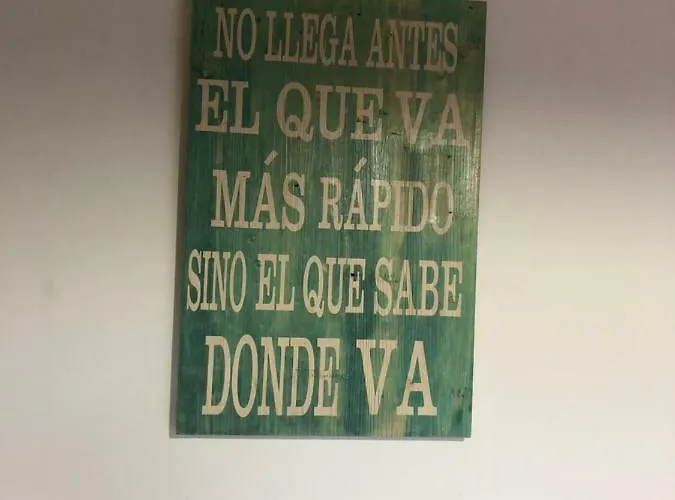 NO LLEGA ANTES
EL QUE VA
MÁS RÁPIDO
SINO EL QUE SABE
DONDE VA